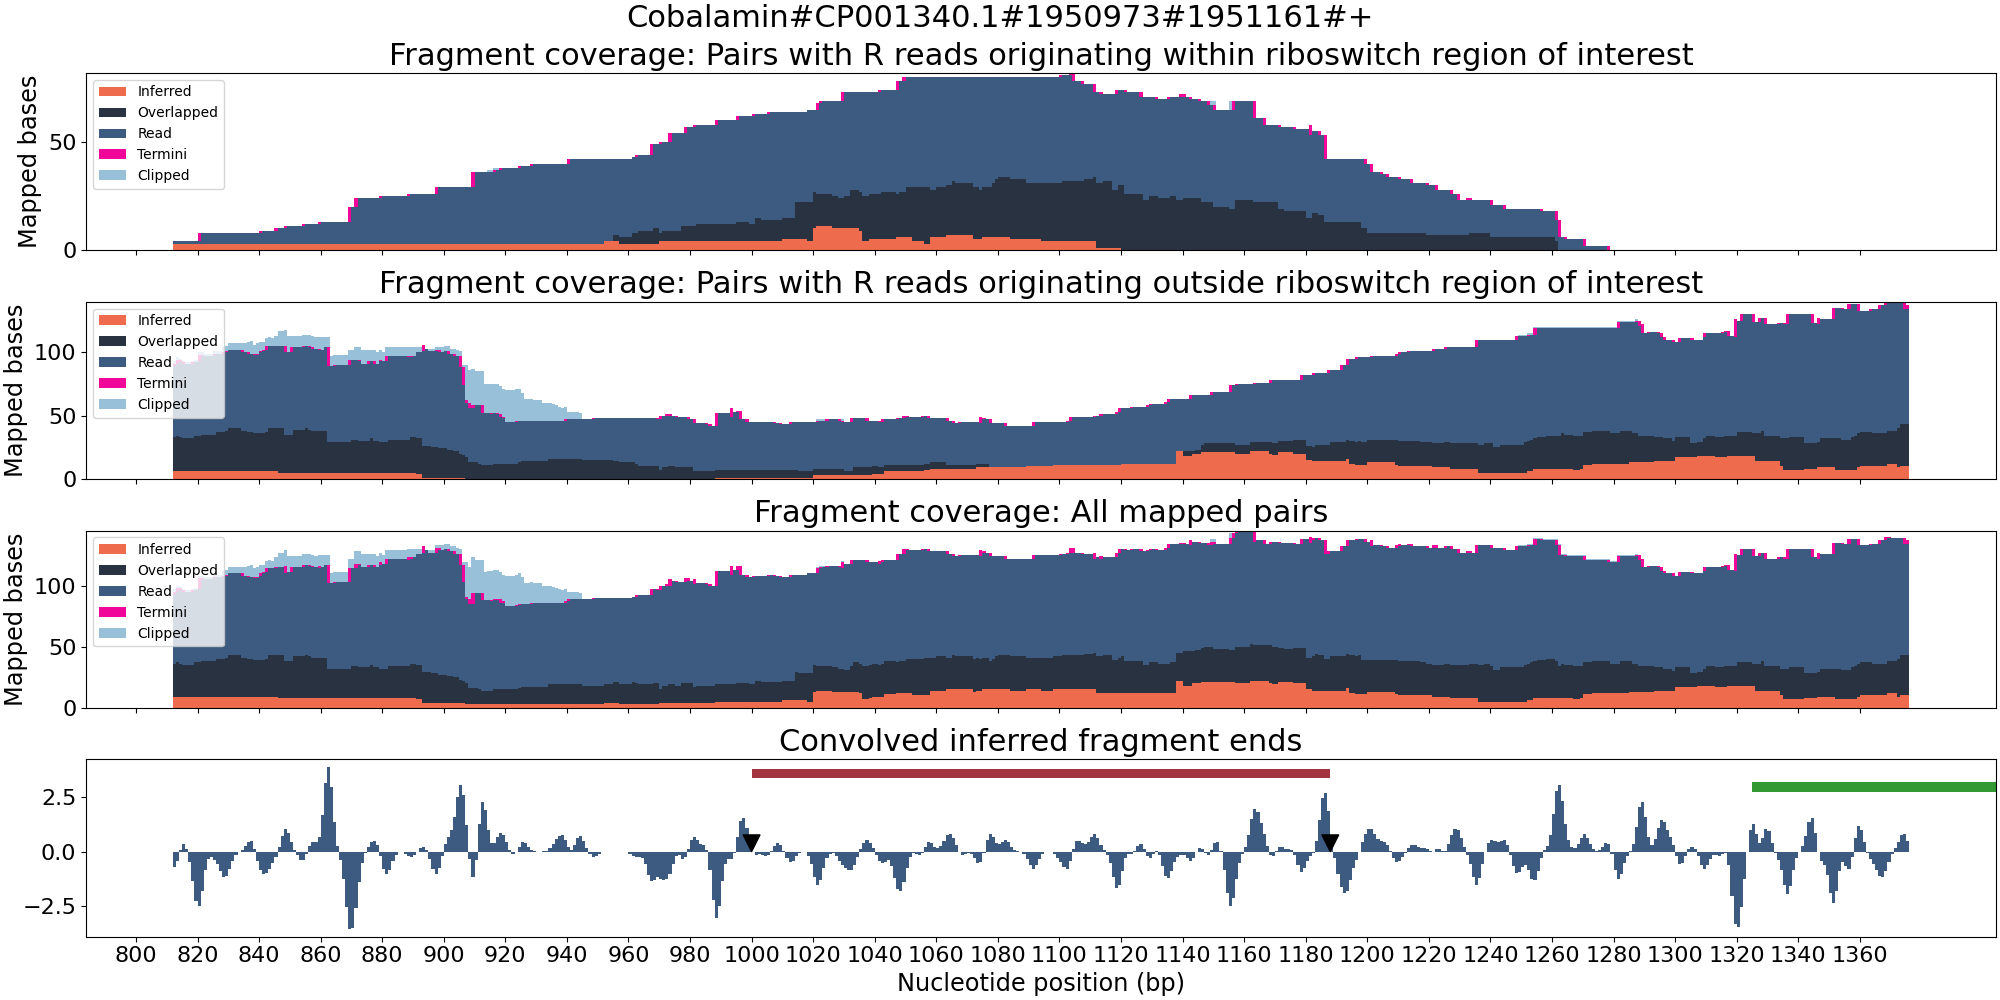 Cobalamin#CP001340.1#1950973#1951161#+
Fragment coverage: Pairs with R reads originating within riboswitch region of interest
Mapped bases
50
0
Inferred
Overlapped
Read
Termini
Clipped
Fragment coverage: Pairs with R reads originating outside riboswitch region of interest
Mapped bases
100
50
0
Inferred
Overlapped
Read
Termini
Clipped
Fragment coverage: All mapped pairs
Mapped bases
100
50
0
Inferred
Overlapped
Read
Termini
Clipped
Convolved inferred fragment ends
2.5
0.0
−2.5
800 820 840 860 880 900 920 940 960 980 1000 1020 1040 1060 1080 1100 1120 1140 1160 1180 1200 1220 1240 1260 1280 1300 1320 1340 1360
Nucleotide position (bp)